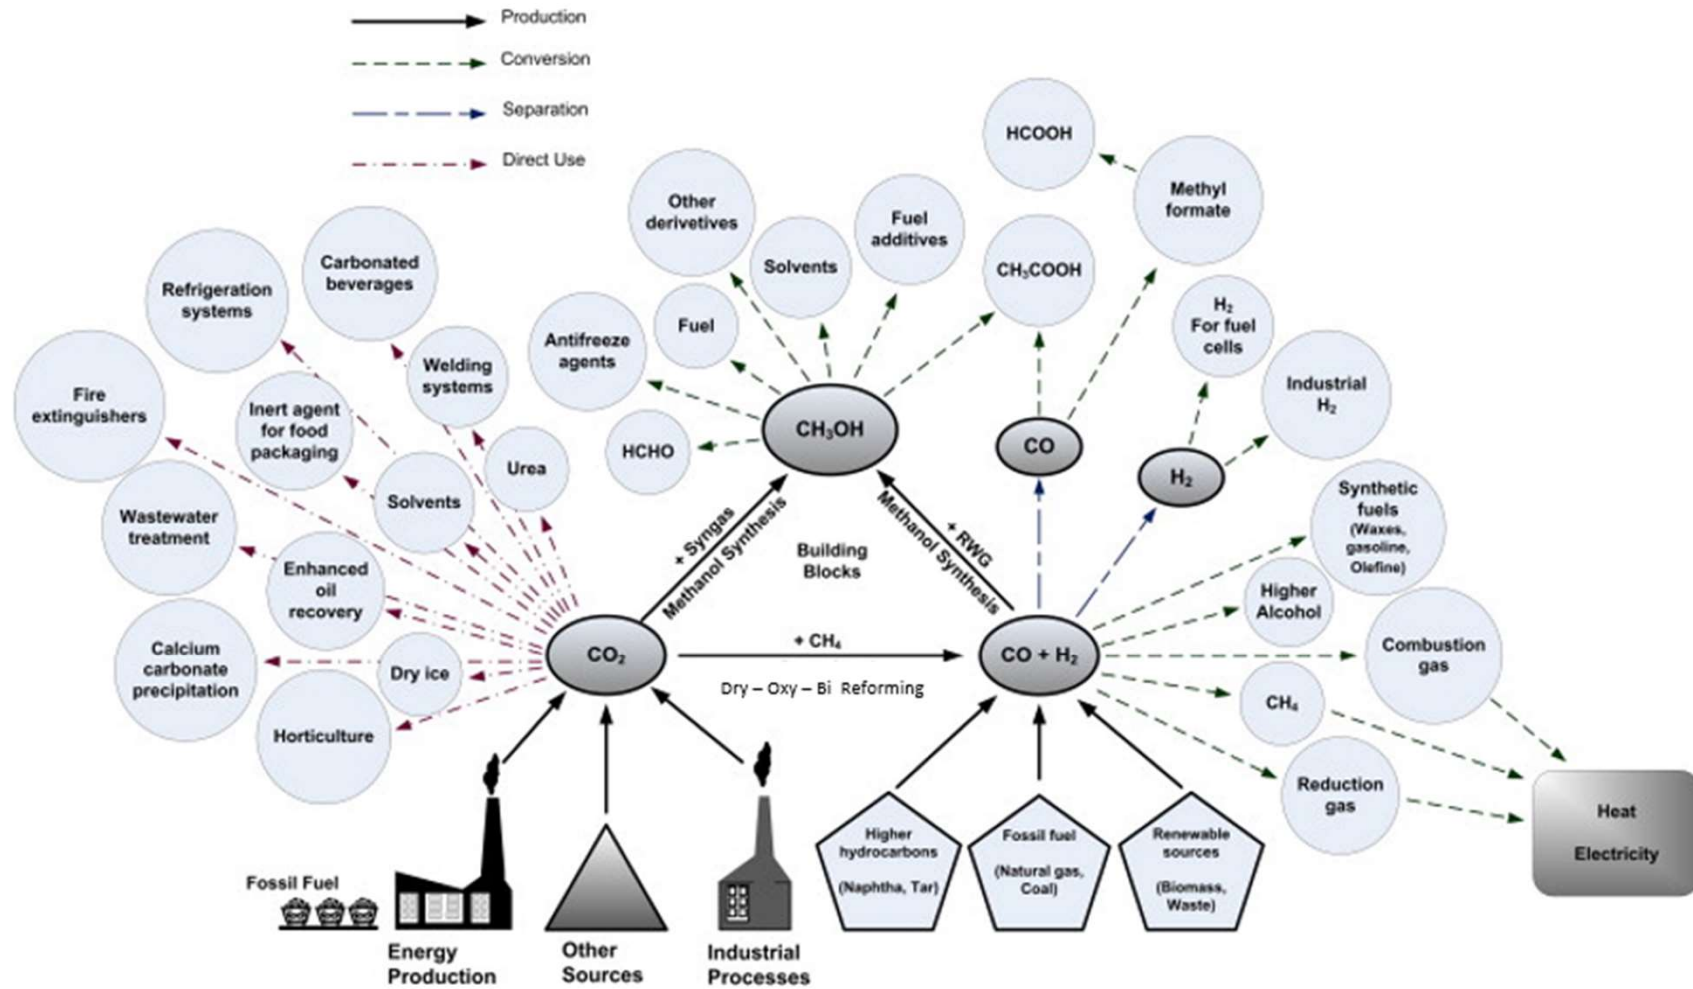 Production
Conversion
Separation
Direct Use
HCOOH
Methyl
formate
Other
derivetives
Solvents
Fuel
additives
CH₃COOH
Carbonated
beverages
Refrigeration
systems
Fuel
Antifreeze
agents
H₂
For fuel
cells
Industrial
H₂
Welding
systems
Fire
extinguishers
Inert agent
for food
packaging
CH₃OH
CO
HCHO
Urea
H₂
Solvents
Wastewater
treatment
Synthetic
fuels
(Waxes,
gasoline,
Olefine)
+ Syngas
Methanol Synthesis
+ RWG
Methanol Synthesis
Building
Blocks
Enhanced
oil
recovery
Higher
Alcohol
Calcium
carbonate
precipitation
Dry ice
CO₂
+ CH₄
Dry – Oxy – Bi Reforming
CO + H₂
Combustion
gas
CH₄
Horticulture
Reduction
gas
Heat
Electricity
Higher
hydrocarbons
(Naphtha, Tar)
Fossil fuel
(Natural gas,
Coal)
Renewable
sources
(Biomass,
Waste)
Fossil Fuel
Energy
Production
Other
Sources
Industrial
Processes